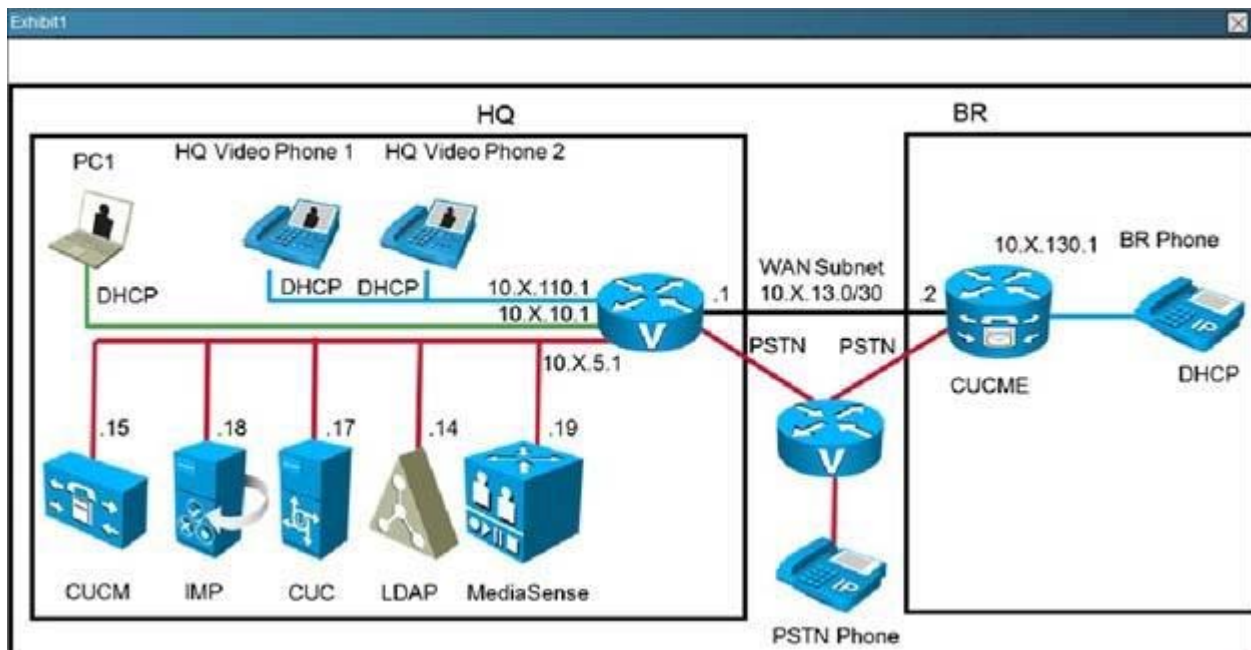 Exhibit1
HQ
BR
PC1
HQ Video Phone 1
HQ Video Phone 2
10.X.130.1
BR Phone
DHCP
DHCP
DHCP
10.X.110.1
10.X.10.1
.1
WAN Subnet
10.X.13.0/30
.2
10.X.5.1
PSTN
PSTN
V
IP
CUCME
DHCP
.15
.18
.17
.14
.19
V
CUCM
IMP
CUC
LDAP
MediaSense
IP
PSTN Phone